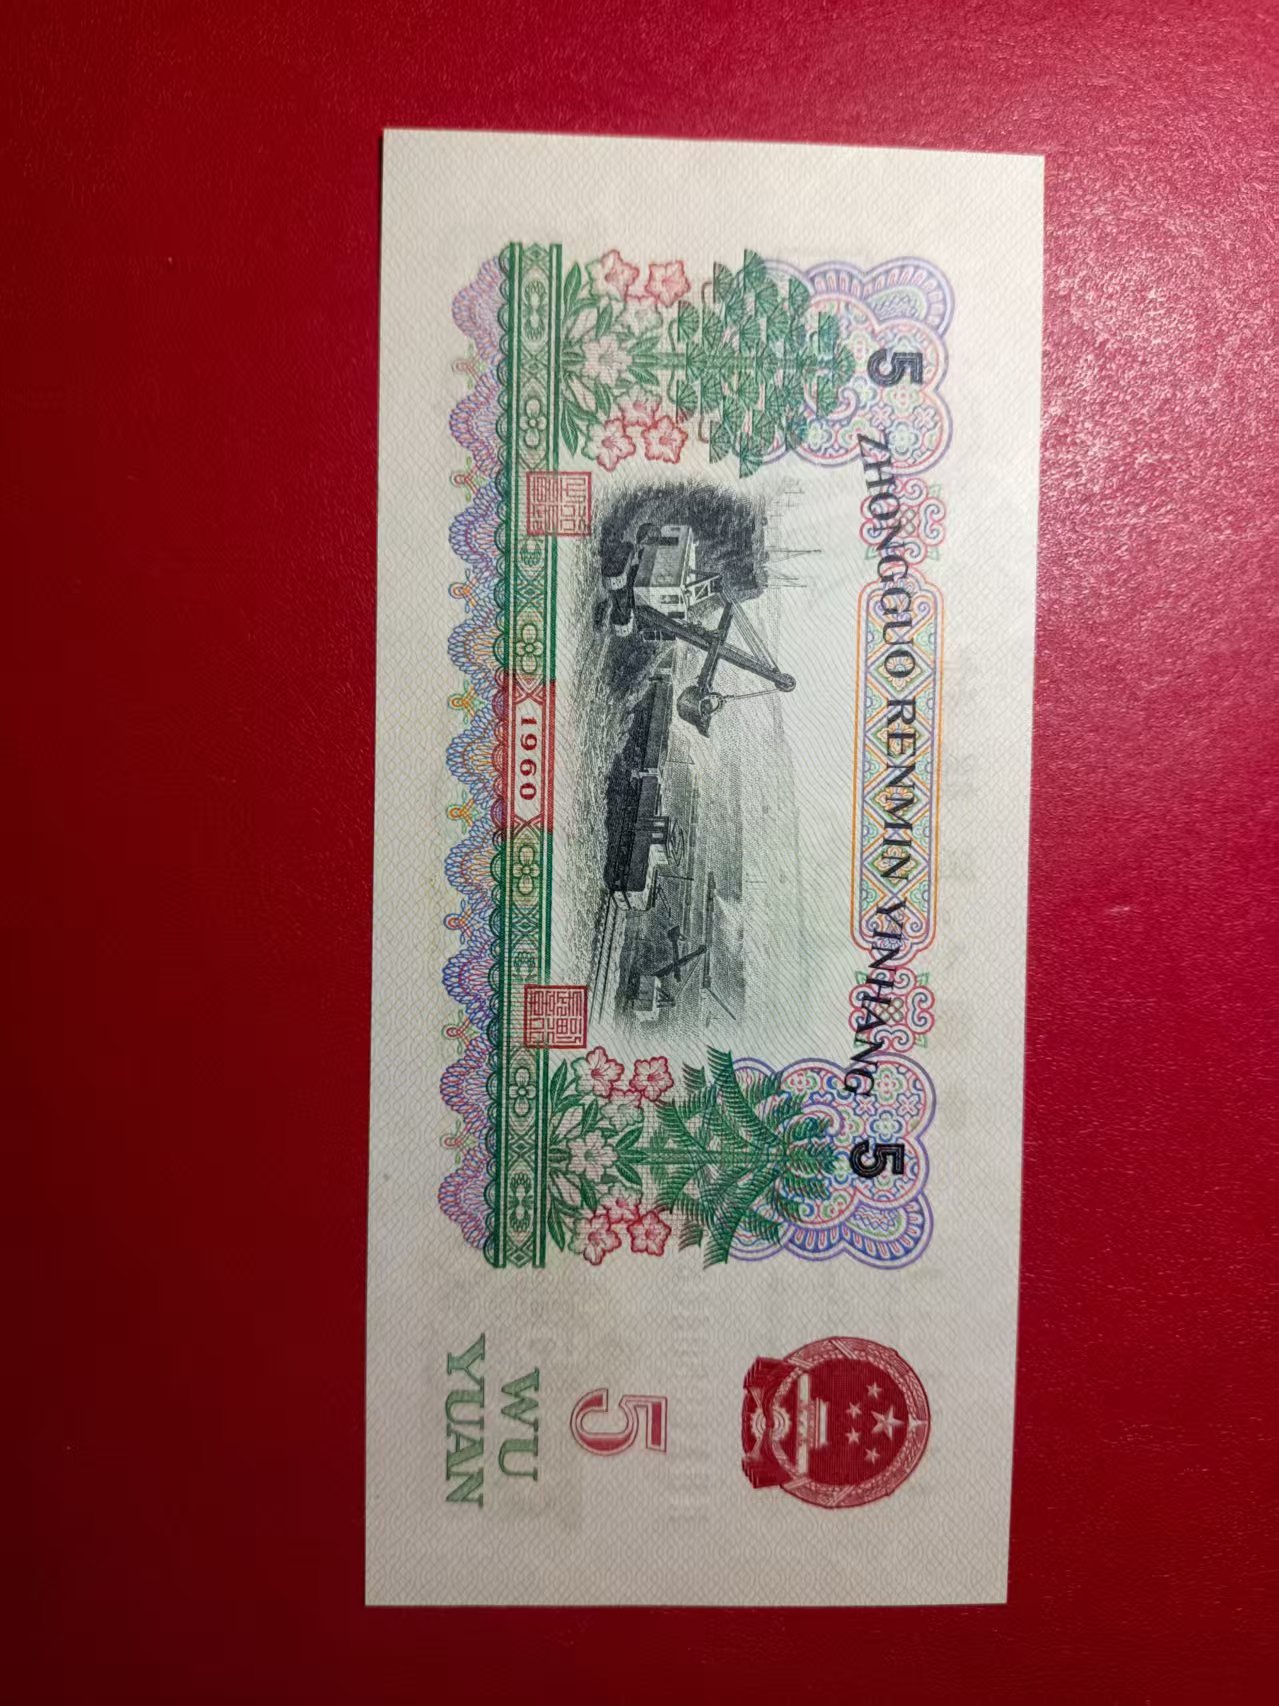 5 ZHONGGUO RENMIN YINHANG 5
1960
5
WU
YUAN